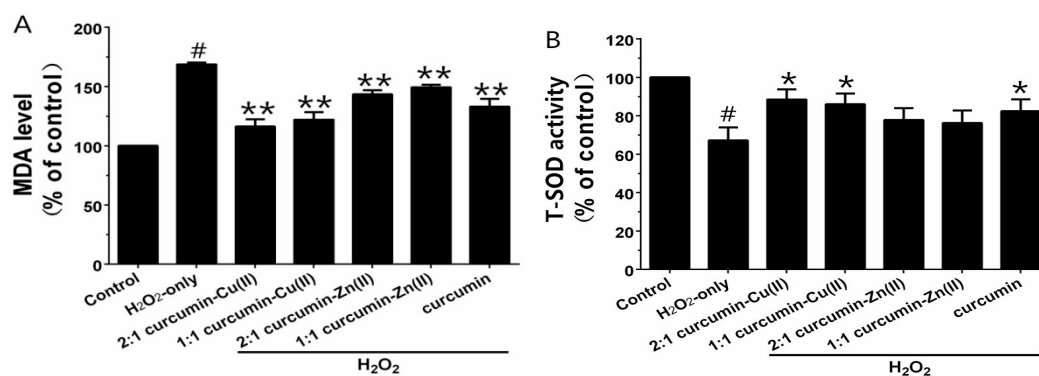 A
MDA level
(% of control)
200
150
100
50
0
#
**
**
**
**
**
Control
H₂O₂-only
2:1 curcumin-Cu(II)
1:1 curcumin-Cu(II)
2:1 curcumin-Zn(II)
1:1 curcumin-Zn(II)
curcumin
H₂O₂
B
T-SOD activity
(% of control)
120
100
80
60
40
20
0
#
*
*
*
Control
H₂O₂-only
2:1 curcumin-Cu(II)
1:1 curcumin-Cu(II)
2:1 curcumin-Zn(II)
1:1 curcumin-Zn(II)
curcumin
H₂O₂